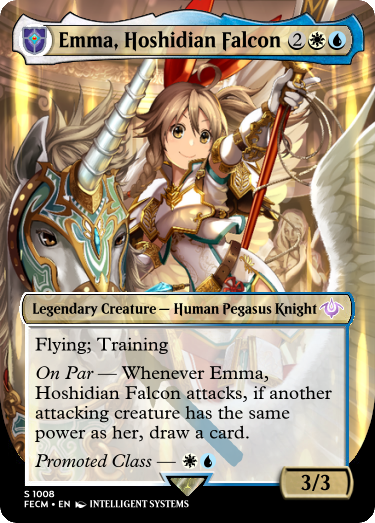 Emma, Hoshidian Falcon 2
Legendary Creature — Human Pegasus Knight
Flying; Training
On Par — Whenever Emma,
Hoshidian Falcon attacks, if another
attacking creature has the same
power as her, draw a card.
Promoted Class —
3/3
S 1008
FECM • EN INTELLIGENT SYSTEMS